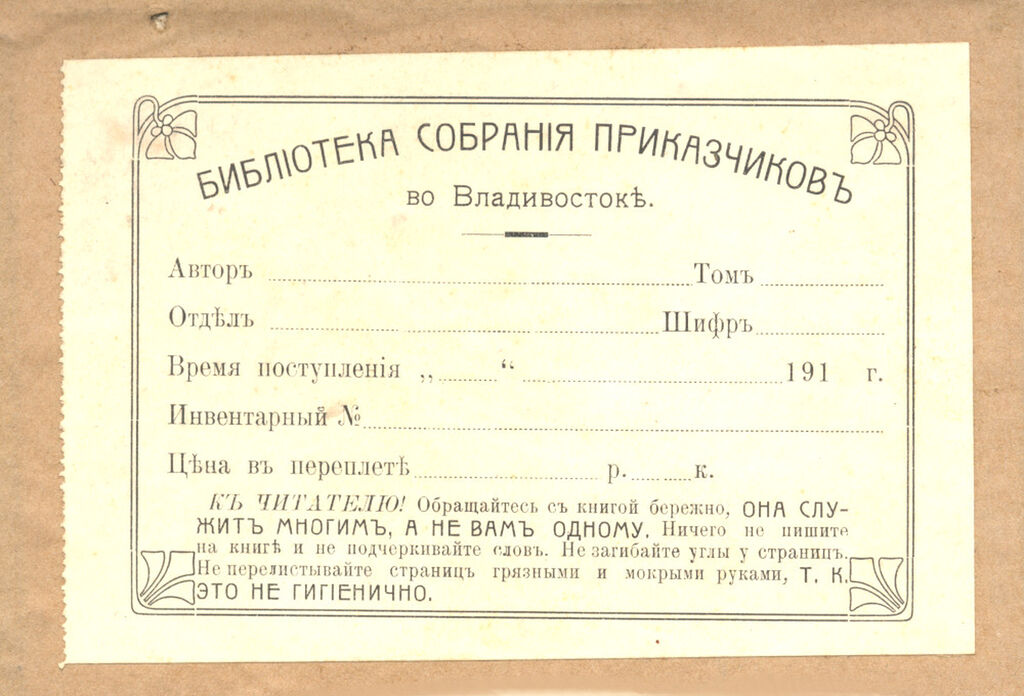 БИБЛІОТЕКА СОБРАНІЯ ПРИКАЗЧИКОВЪ
во Владивостокѣ.
Авторъ Томъ
Отдѣлъ Шифръ
Время поступленія „ “ 191 г.
Инвентарный №
Цѣна въ переплетѣ р. к.
КЪ ЧИТАТЕЛЮ! Обращайтесь съ книгой бережно, ОНА СЛУ-
ЖИТЪ МНОГИМЪ, А НЕ ВАМЪ ОДНОМУ. Ничего не пишите
на книгѣ и не подчеркивайте словъ. Не загибайте углы у страницъ.
Не перелистывайте страницъ грязными и мокрыми руками, Т. К.
ЭТО НЕ ГИГІЕНИЧНО.